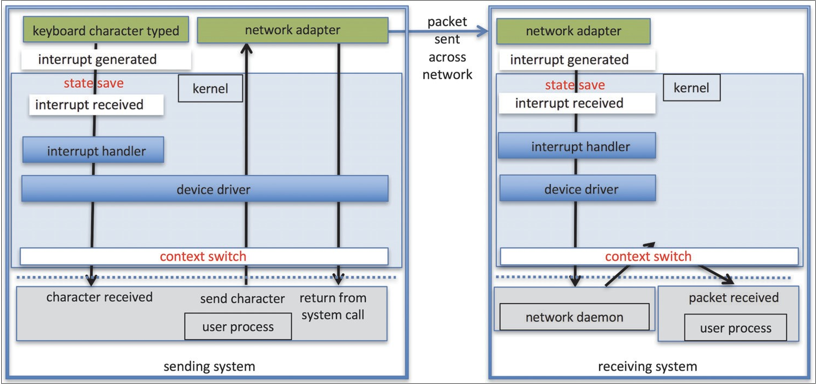 keyboard character typed
network adapter
interrupt generated
state save
kernel
interrupt received
interrupt handler
device driver
context switch
character received
send character
return from
system call
user process
sending system
packet
sent
across
network
network adapter
interrupt generated
state save
kernel
interrupt received
interrupt handler
device driver
context switch
packet received
network daemon
user process
receiving system